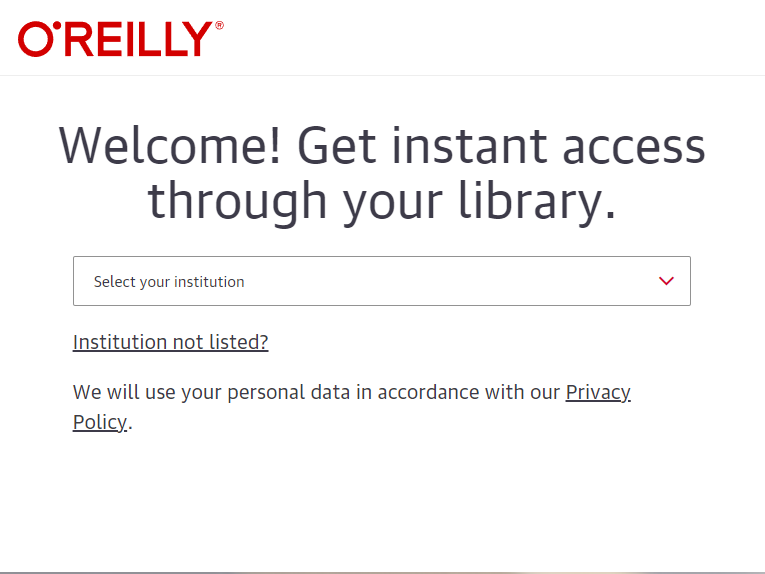 O'REILLY®
Welcome! Get instant access
through your library.
Select your institution
Institution not listed?
We will use your personal data in accordance with our Privacy
Policy.